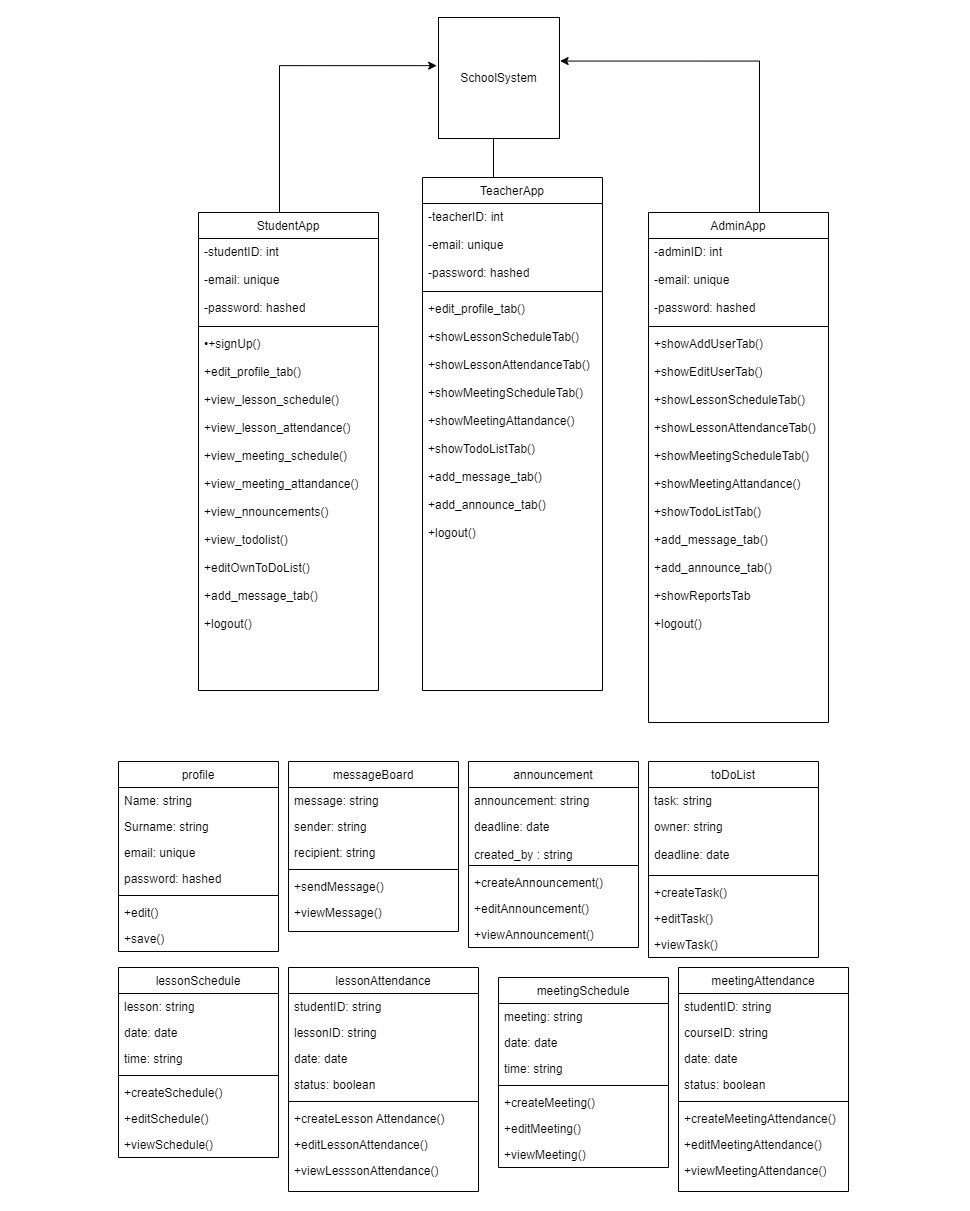 SchoolSystem
StudentApp
-studentID: int
-email: unique
-password: hashed
•+signUp()
+edit_profile_tab()
+view_lesson_schedule()
+view_lesson_attendance()
+view_meeting_schedule()
+view_meeting_attandance()
+view_nnouncements()
+view_todolist()
+editOwnToDoList()
+add_message_tab()
+logout()
TeacherApp
-teacherID: int
-email: unique
-password: hashed
+edit_profile_tab()
+showLessonScheduleTab()
+showLessonAttendanceTab()
+showMeetingScheduleTab()
+showMeetingAttandance()
+showTodoListTab()
+add_message_tab()
+add_announce_tab()
+logout()
AdminApp
-adminID: int
-email: unique
-password: hashed
+showAddUserTab()
+showEditUserTab()
+showLessonScheduleTab()
+showLessonAttendanceTab()
+showMeetingScheduleTab()
+showMeetingAttandance()
+showTodoListTab()
+add_message_tab()
+add_announce_tab()
+showReportsTab
+logout()
profile
Name: string
Surname: string
email: unique
password: hashed
+edit()
+save()
messageBoard
message: string
sender: string
recipient: string
+sendMessage()
+viewMessage()
announcement
announcement: string
deadline: date
created_by : string
+createAnnouncement()
+editAnnouncement()
+viewAnnouncement()
toDoList
task: string
owner: string
deadline: date
+createTask()
+editTask()
+viewTask()
lessonSchedule
lesson: string
date: date
time: string
+createSchedule()
+editSchedule()
+viewSchedule()
lessonAttendance
studentID: string
lessonID: string
date: date
status: boolean
+createLesson Attendance()
+editLessonAttendance()
+viewLesssonAttendance()
meetingSchedule
meeting: string
date: date
time: string
+createMeeting()
+editMeeting()
+viewMeeting()
meetingAttendance
studentID: string
courseID: string
date: date
status: boolean
+createMeetingAttendance()
+editMeetingAttendance()
+viewMeetingAttendance()